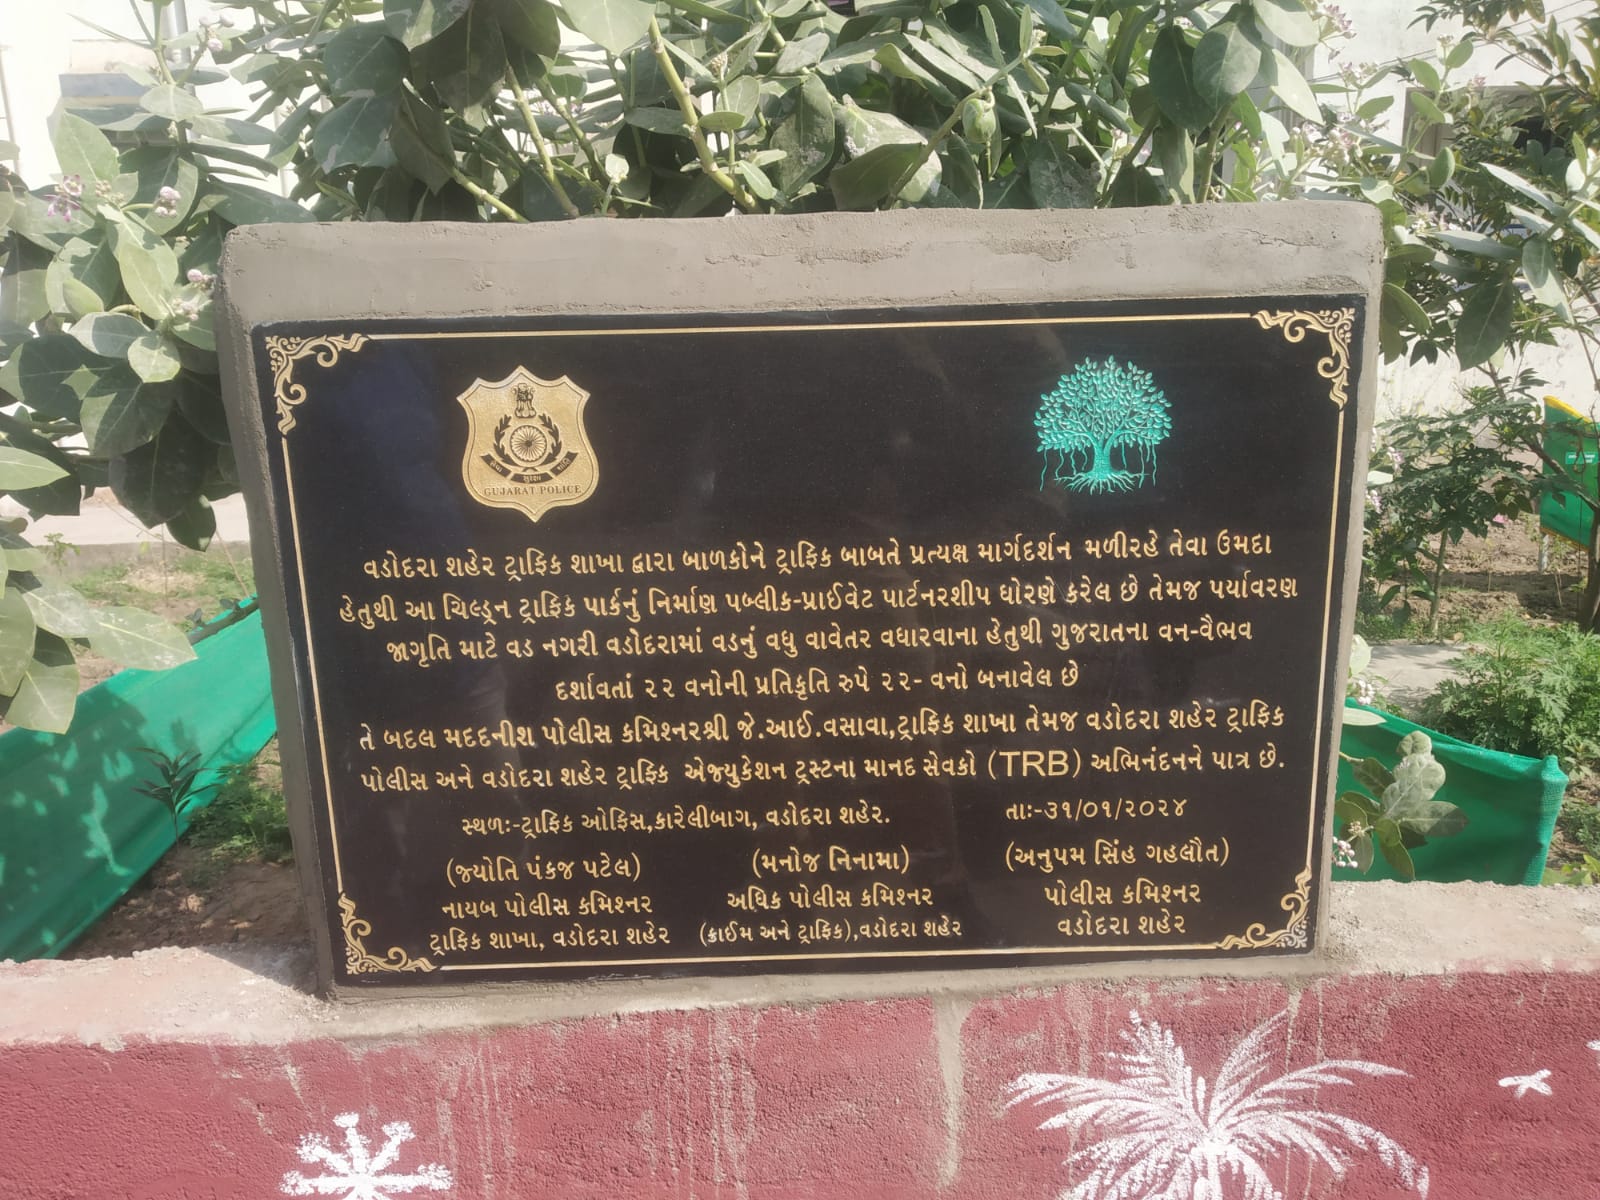 સેવા સુરક્ષા શાંતિ
GUJARAT POLICE
વડોદરા શહેર ટ્રાફિક શાખા દ્વારા બાળકોને ટ્રાફિક બાબતે પ્રત્યક્ષ માર્ગદર્શન મળીરહે તેવા ઉમદા
હેતુથી આ ચિલ્ડ્રન ટ્રાફિક પાર્કનું નિર્માણ પબ્લીક-પ્રાઈવેટ પાર્ટનરશીપ ધોરણે કરેલ છે તેમજ પર્યાવરણ
જાગૃતિ માટે વડ નગરી વડોદરામાં વડનું વધુ વાવેતર વધારવાના હેતુથી ગુજરાતના વન-વૈભવ
દર્શાવતાં ૨૨ વનોની પ્રતિકૃતિ રુપે ૨૨- વનો બનાવેલ છે
તે બદલ મદદનીશ પોલીસ કમિશ્નરશ્રી જે.આઈ.વસાવા,ટ્રાફિક શાખા તેમજ વડોદરા શહેર ટ્રાફિક
પોલીસ અને વડોદરા શહેર ટ્રાફિક એજ્યુકેશન ટ્રસ્ટના માનદ સેવકો (TRB) અભિનંદનને પાત્ર છે.
સ્થળઃ-ટ્રાફિક ઓફિસ,કારેલીબાગ, વડોદરા શહેર. તાઃ-૩૧/૦૧/૨૦૨૪
(જ્યોતિ પંકજ પટેલ) (મનોજ નિનામા) (અનુપમ સિંહ ગહલૌત)
નાયબ પોલીસ કમિશ્નર અધિક પોલીસ કમિશ્નર પોલીસ કમિશ્નર
ટ્રાફિક શાખા, વડોદરા શહેર (ક્રાઈમ અને ટ્રાફિક),વડોદરા શહેર વડોદરા શહેર